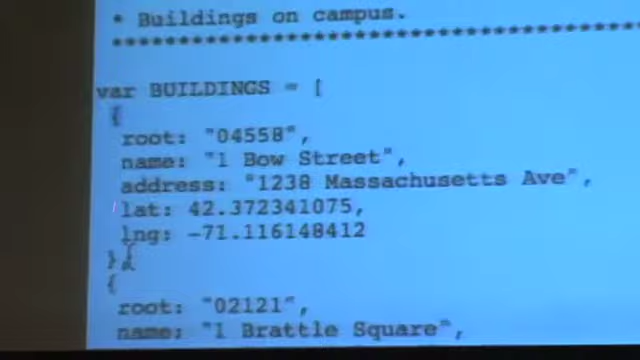 * Buildings on campus.
******************************************
var BUILDINGS = [
{
root: "04558",
name: "1 Bow Street",
address: "1238 Massachusetts Ave",
lat: 42.372341075,
lng: -71.116148412
},
{
root: "02121",
name: "1 Brattle Square",